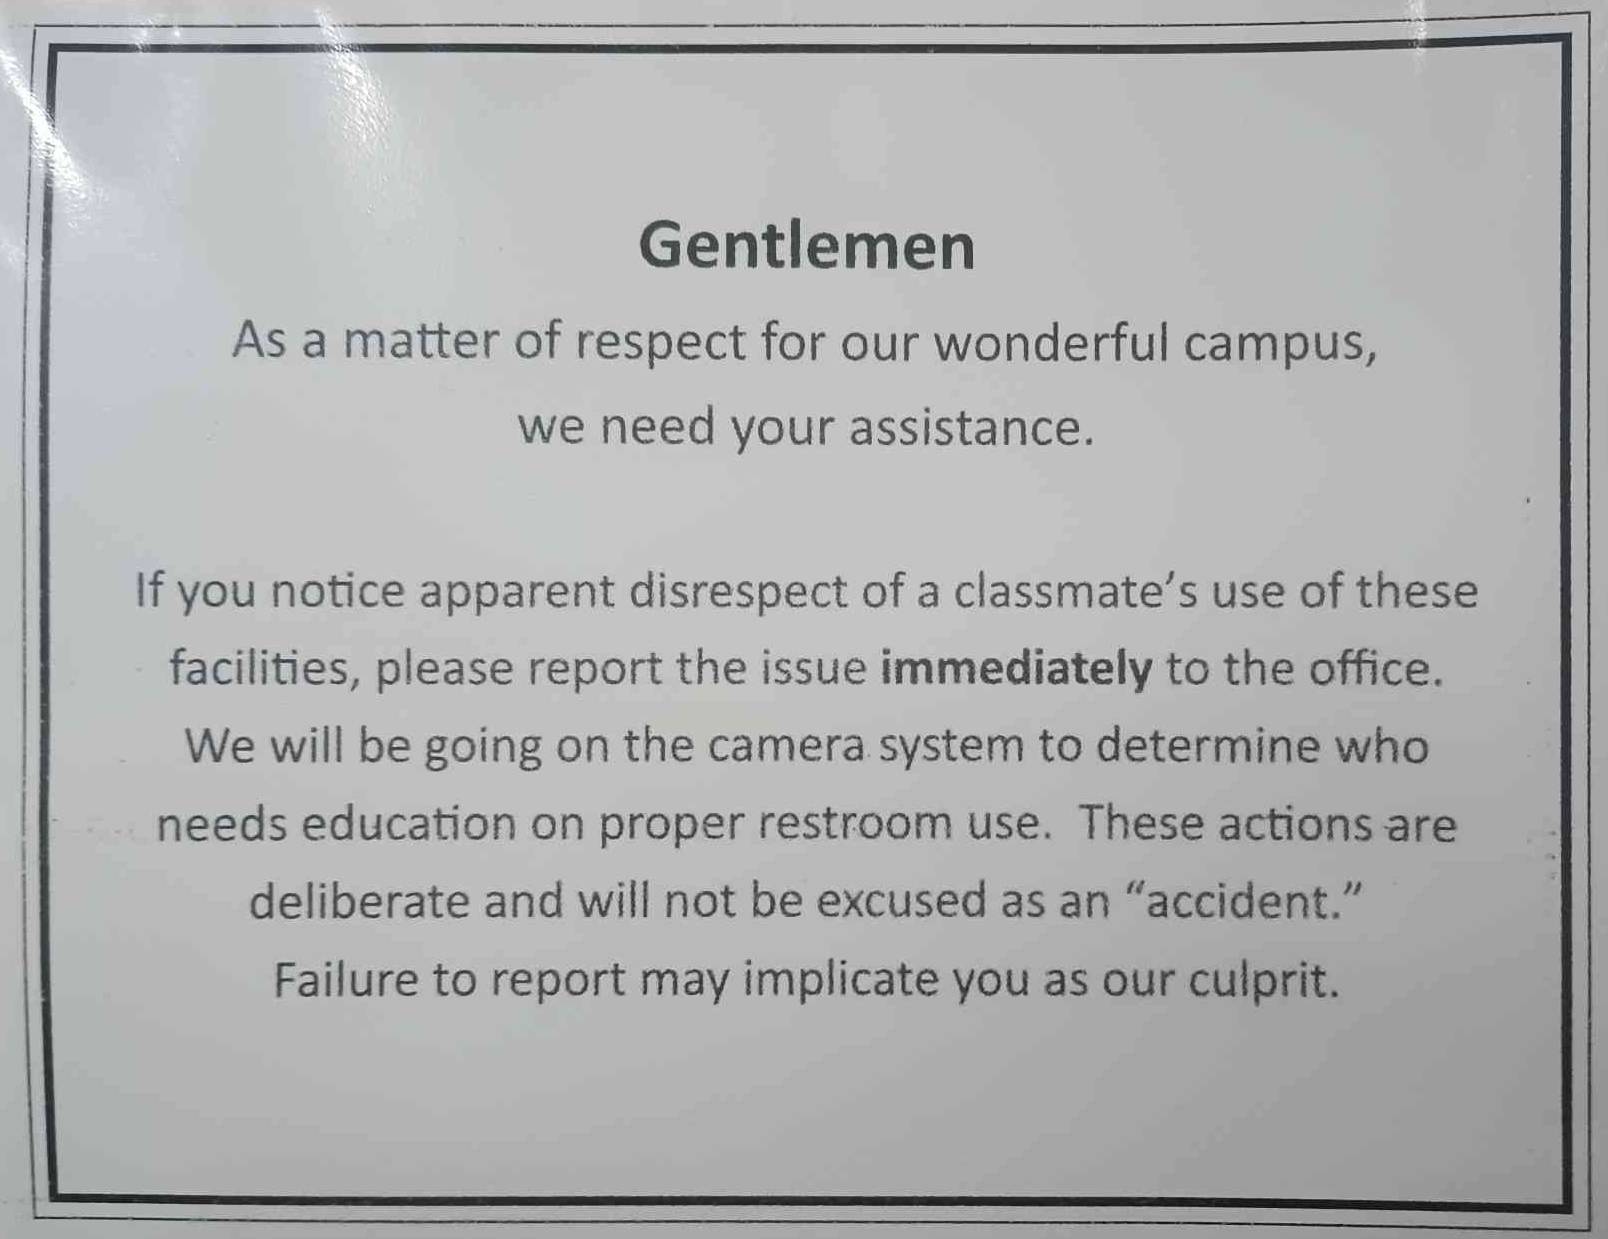 Gentlemen
As a matter of respect for our wonderful campus,
we need your assistance.
If you notice apparent disrespect of a classmate’s use of these
facilities, please report the issue immediately to the office.
We will be going on the camera system to determine who
needs education on proper restroom use.  These actions are
deliberate and will not be excused as an “accident.”
Failure to report may implicate you as our culprit.